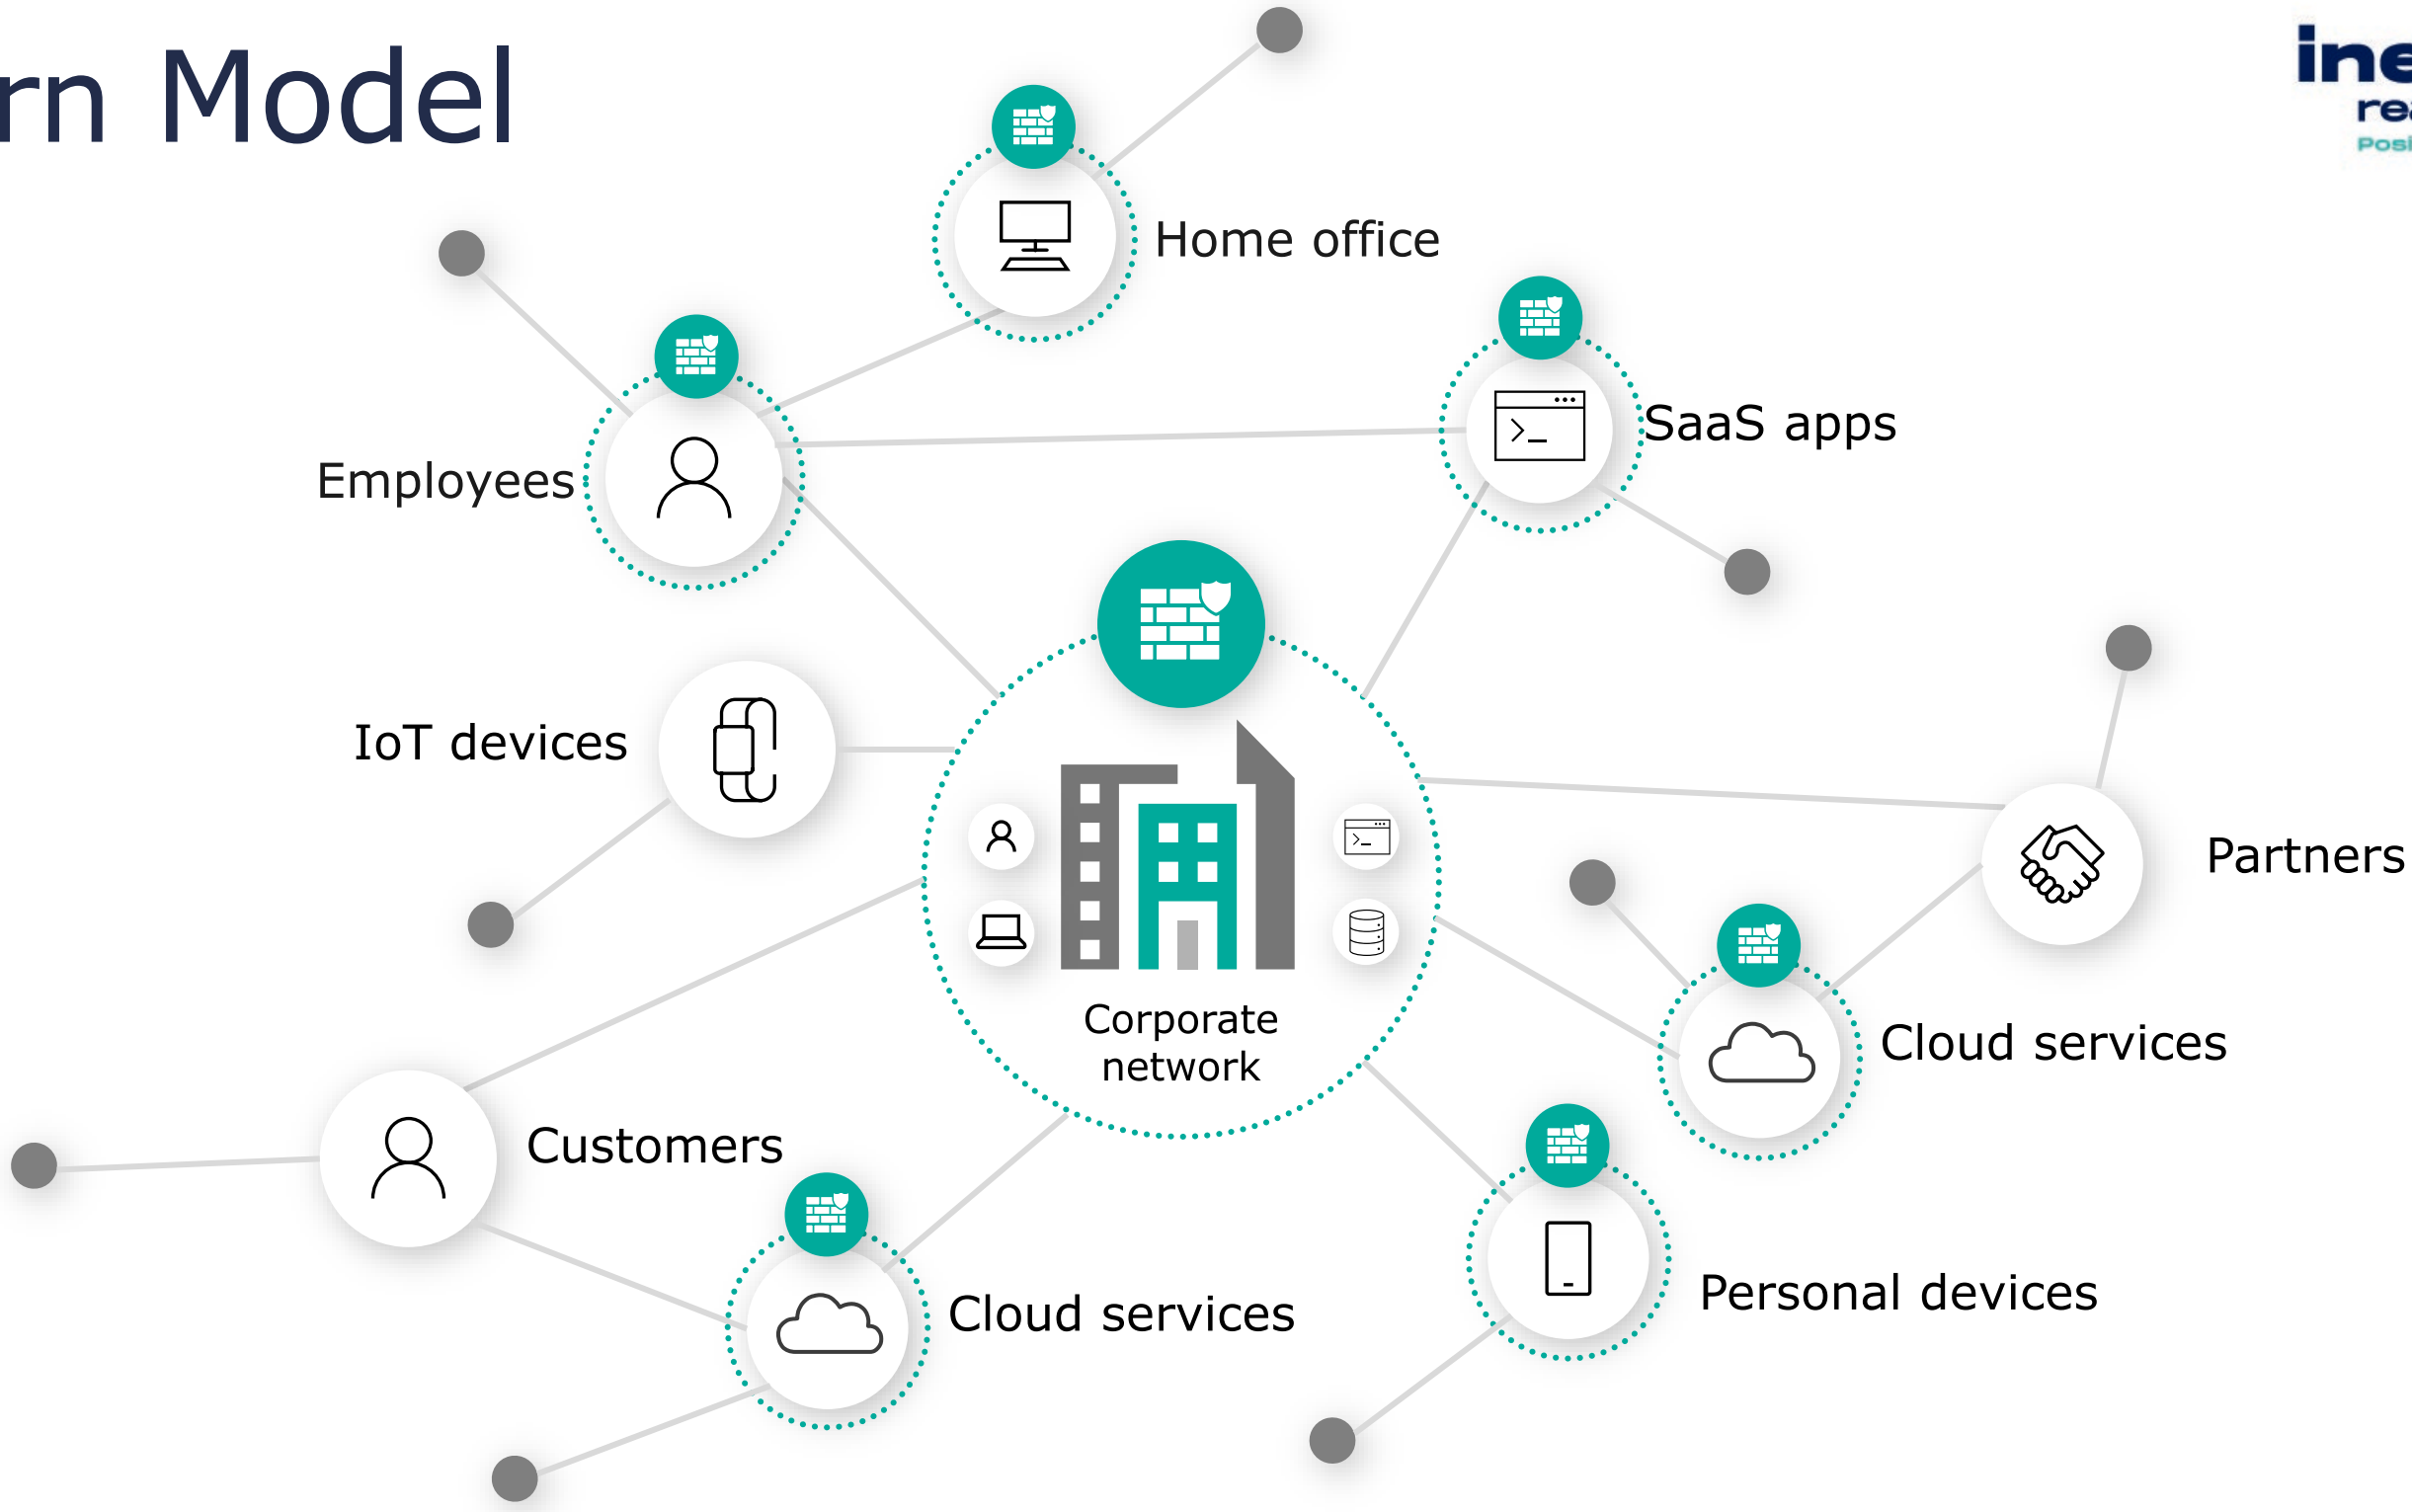 rn Model
Home office
SaaS apps
Employees
IoT devices
Partners
Corporate
network
Cloud services
Customers
Personal devices
Cloud services